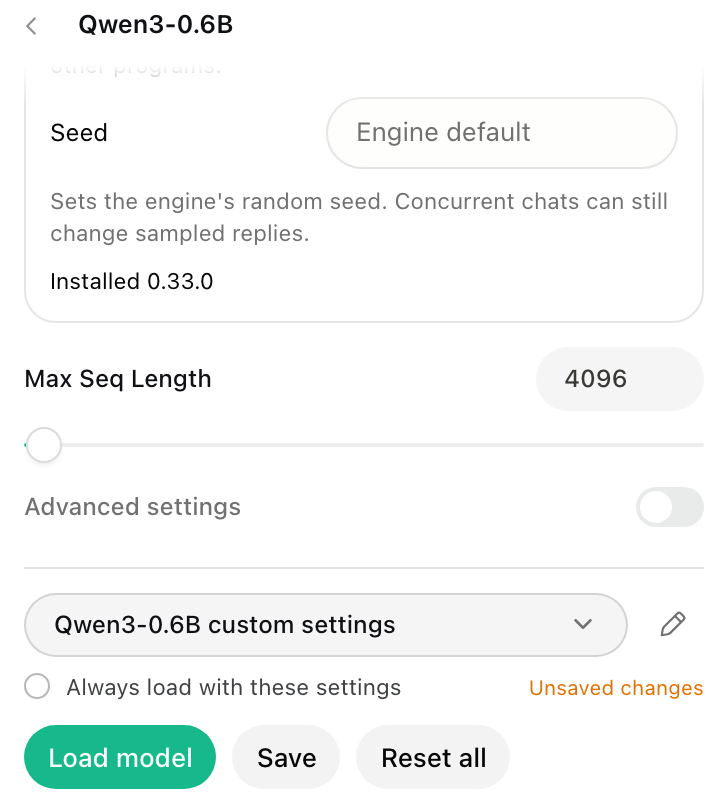 Qwen3-0.6B
other programs.
Seed
Engine default
Sets the engine's random seed. Concurrent chats can still
change sampled replies.
Installed 0.33.0
Max Seq Length
4096
Advanced settings
Qwen3-0.6B custom settings
Always load with these settings
Unsaved changes
Load model
Save
Reset all